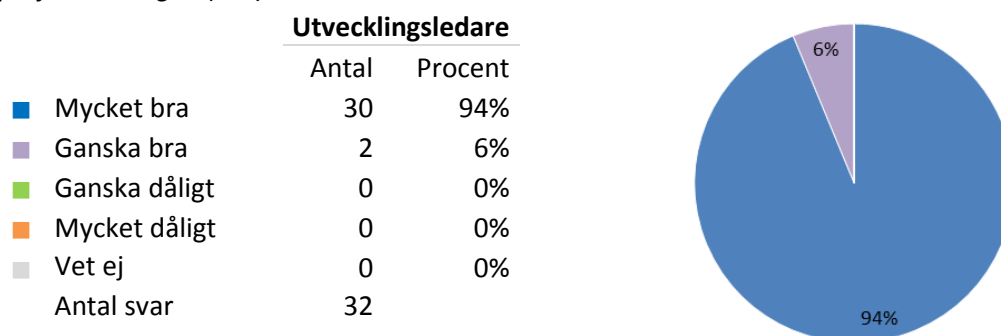 Utvecklingsledare
Antal Procent
Mycket bra 30 94%
Ganska bra 2 6%
Ganska dåligt 0 0%
Mycket dåligt 0 0%
Vet ej 0 0%
Antal svar 32
6%
94%